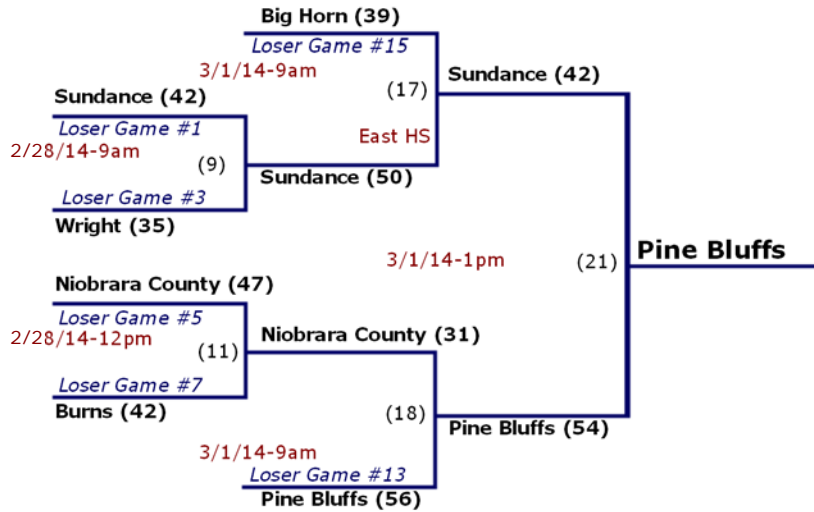 Big Horn (39)
Loser Game #15
3/1/14-9am
Sundance (42)
(17)
Sundance (42)
Loser Game #1
East HS
2/28/14-9am
(9)
Sundance (50)
Loser Game #3
Wright (35)
Pine Bluffs
3/1/14-1pm
(21)
Niobrara County (47)
Loser Game #5
2/28/14-12pm
Niobrara County (31)
(11)
Loser Game #7
Burns (42)
(18)
Pine Bluffs (54)
3/1/14-9am
Loser Game #13
Pine Bluffs (56)